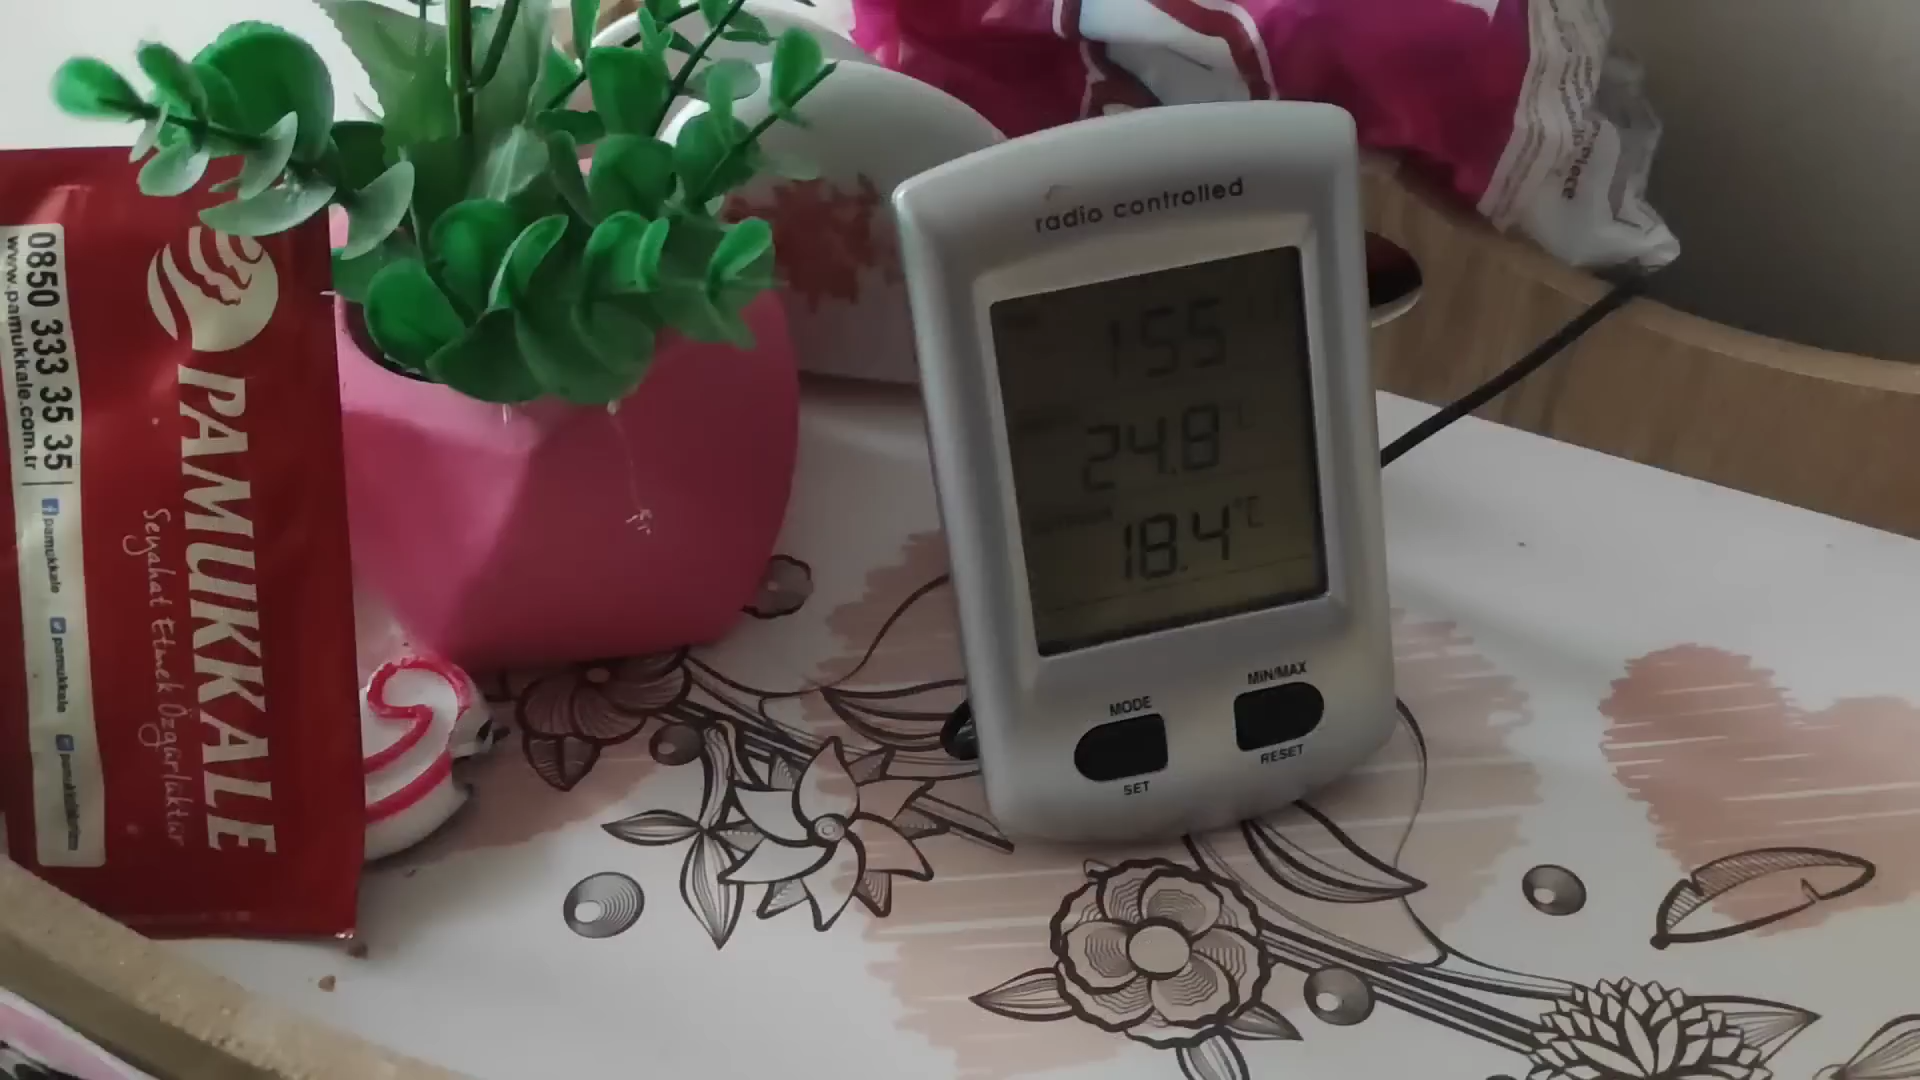 radio controlled
1:55
24.8°C
18.4°C
MODE
SET
MIN/MAX
RESET
PAMUKKALE
Seyahat Etmek Özgürlüktür
0850 333 35 35
www.pamukkale.com.tr
pamukkale
pamukkale